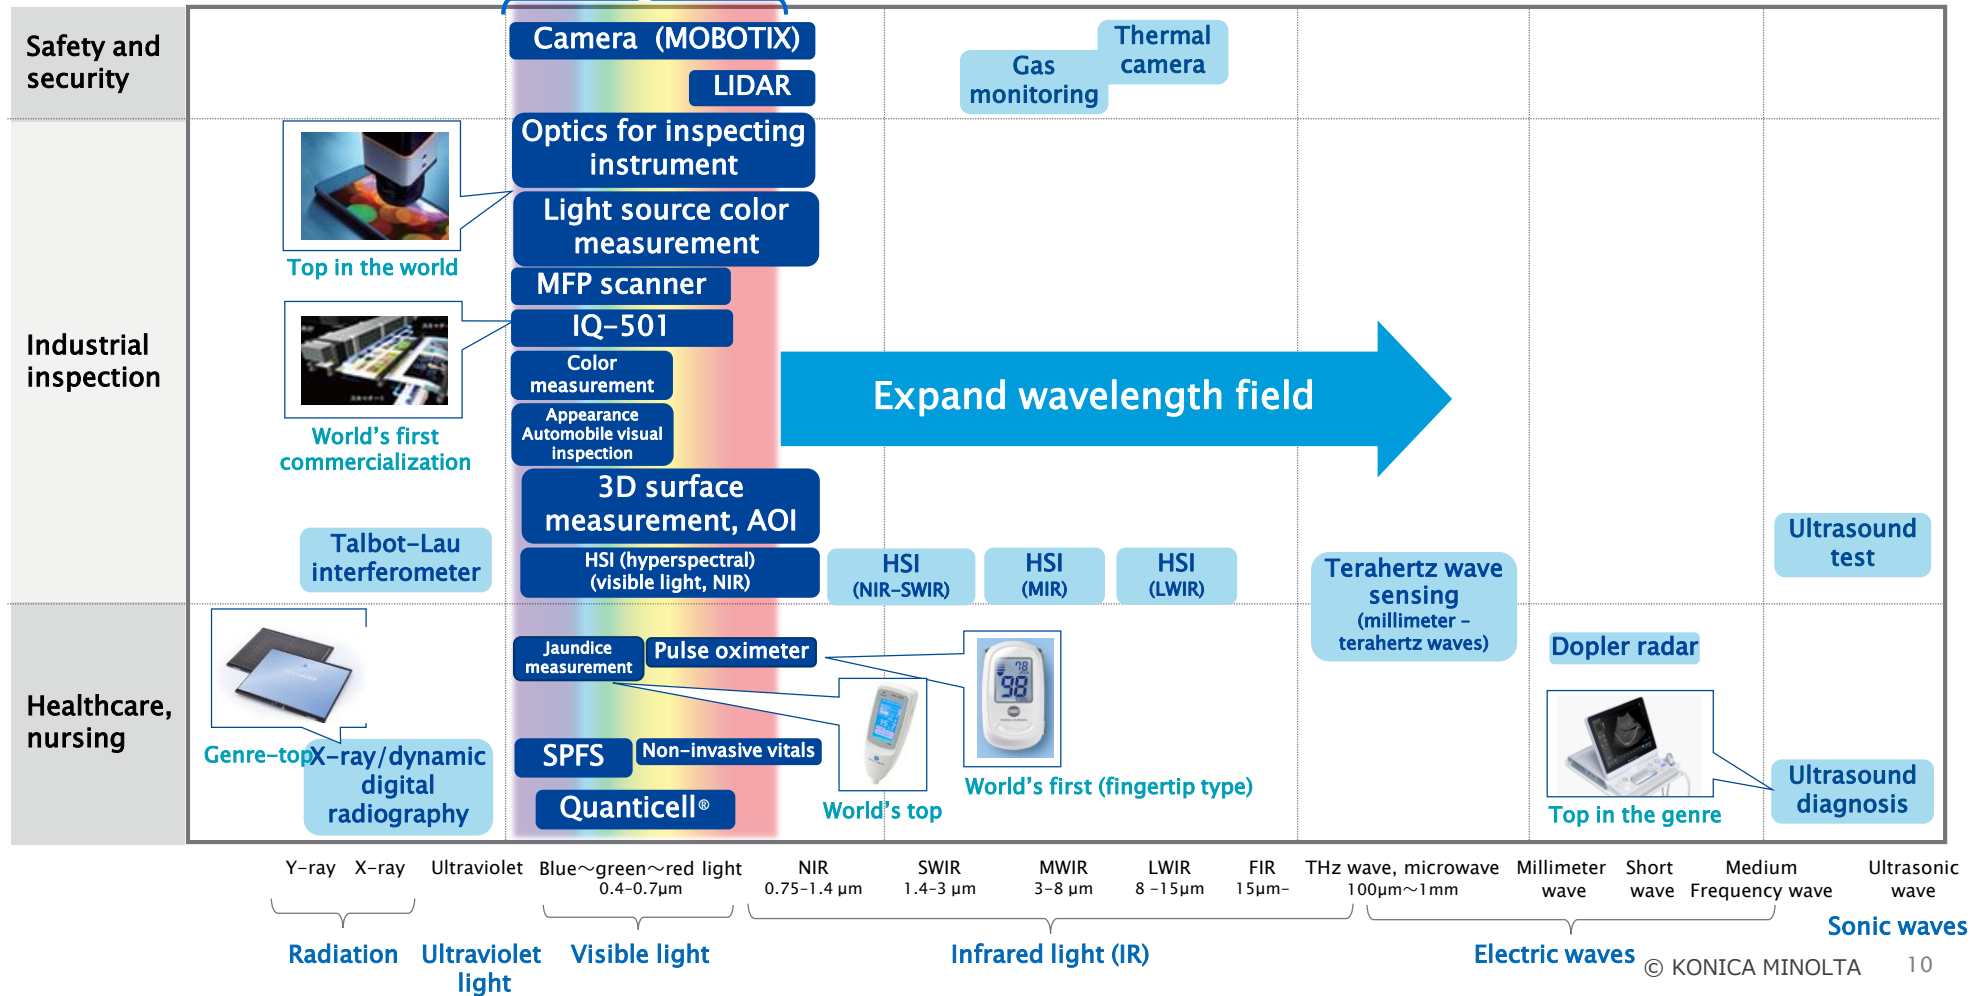 Safety and
security
Camera (MOBOTIX)
LIDAR
Gas
monitoring
Thermal
camera
Industrial
inspection
Optics for inspecting
instrument
Top in the world
Light source color
measurement
MFP scanner
IQ-501
World's first
commercialization
Color
measurement
Appearance
Automobile visual
inspection
Expand wavelength field
3D surface
measurement, AOI
Talbot-Lau
interferometer
HSI (hyperspectral)
(visible light, NIR)
HSI
(NIR-SWIR)
HSI
(MIR)
HSI
(LWIR)
Terahertz wave
sensing
(millimeter -
terahertz waves)
Ultrasound
test
Healthcare,
nursing
Genre-top
X-ray/dynamic
digital
radiography
Jaundice
measurement
Pulse oximeter
78
98
SPFS
Non-invasive vitals
Quanticell®
World's top
World's first (fingertip type)
Dopler radar
Top in the genre
Ultrasound
diagnosis
Y-ray
X-ray
Ultraviolet
Blue~green~red light
0.4-0.7µm
NIR
0.75-1.4 µm
SWIR
1.4-3 µm
MWIR
3-8 µm
LWIR
8 -15µm
FIR
15µm-
THz wave, microwave
100µm~1mm
Millimeter
wave
Short
wave
Medium
Frequency wave
Ultrasonic
wave
Radiation
Ultraviolet
light
Visible light
Infrared light (IR)
Electric waves
Sonic waves
© KONICA MINOLTA
10